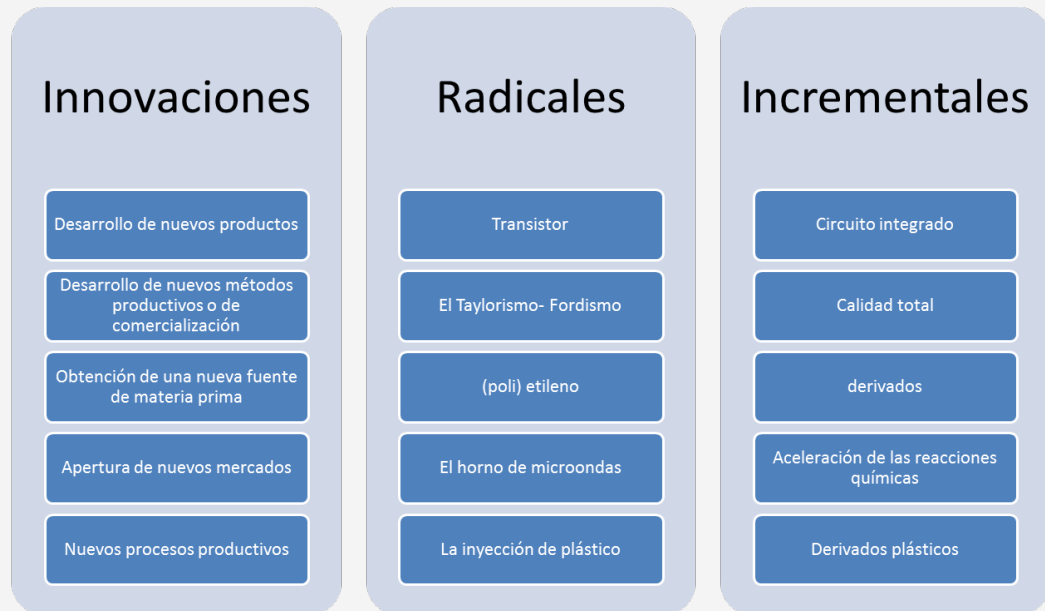 Innovaciones
Desarrollo de nuevos productos
Desarrollo de nuevos métodos
productivos o de
comercialización
Obtención de una nueva fuente
de materia prima
Apertura de nuevos mercados
Nuevos procesos productivos
Radicales
Transistor
El Taylorismo- Fordismo
(poli) etileno
El horno de microondas
La inyección de plástico
Incrementales
Circuito integrado
Calidad total
derivados
Aceleración de las reacciones
químicas
Derivados plásticos